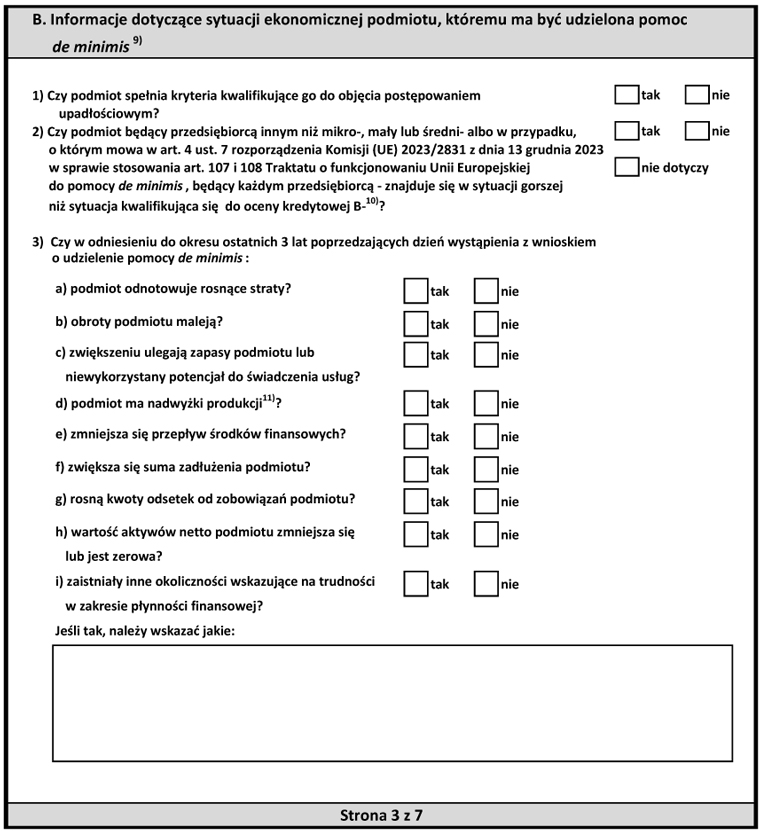 B. Informacje dotyczące sytuacji ekonomicznej podmiotu, któremu ma być udzielona pomoc
de minimis 9)
1) Czy podmiot spełnia kryteria kwalifikujące go do objęcia postępowaniem
upadłościowym?
tak nie
2) Czy podmiot będący przedsiębiorcą innym niż mikro-, mały lub średni- albo w przypadku,
o którym mowa w art. 4 ust. 7 rozporządzenia Komisji (UE) 2023/2831 z dnia 13 grudnia 2023
w sprawie stosowania art. 107 i 108 Traktatu o funkcjonowaniu Unii Europejskiej
do pomocy de minimis , będący każdym przedsiębiorcą - znajduje się w sytuacji gorszej
niż sytuacja kwalifikująca się do oceny kredytowej B-10)?
tak nie
nie dotyczy
3) Czy w odniesieniu do okresu ostatnich 3 lat poprzedzających dzień wystąpienia z wnioskiem
o udzielenie pomocy de minimis :
a) podmiot odnotowuje rosnące straty? tak nie
b) obroty podmiotu maleją? tak nie
c) zwiększeniu ulegają zapasy podmiotu lub tak nie
niewykorzystany potencjał do świadczenia usług?
d) podmiot ma nadwyżki produkcji11)? tak nie
e) zmniejsza się przepływ środków finansowych? tak nie
f) zwiększa się suma zadłużenia podmiotu? tak nie
g) rosną kwoty odsetek od zobowiązań podmiotu? tak nie
h) wartość aktywów netto podmiotu zmniejsza się tak nie
lub jest zerowa?
i) zaistniały inne okoliczności wskazujące na trudności tak nie
w zakresie płynności finansowej?
Jeśli tak, należy wskazać jakie:
Strona 3 z 7